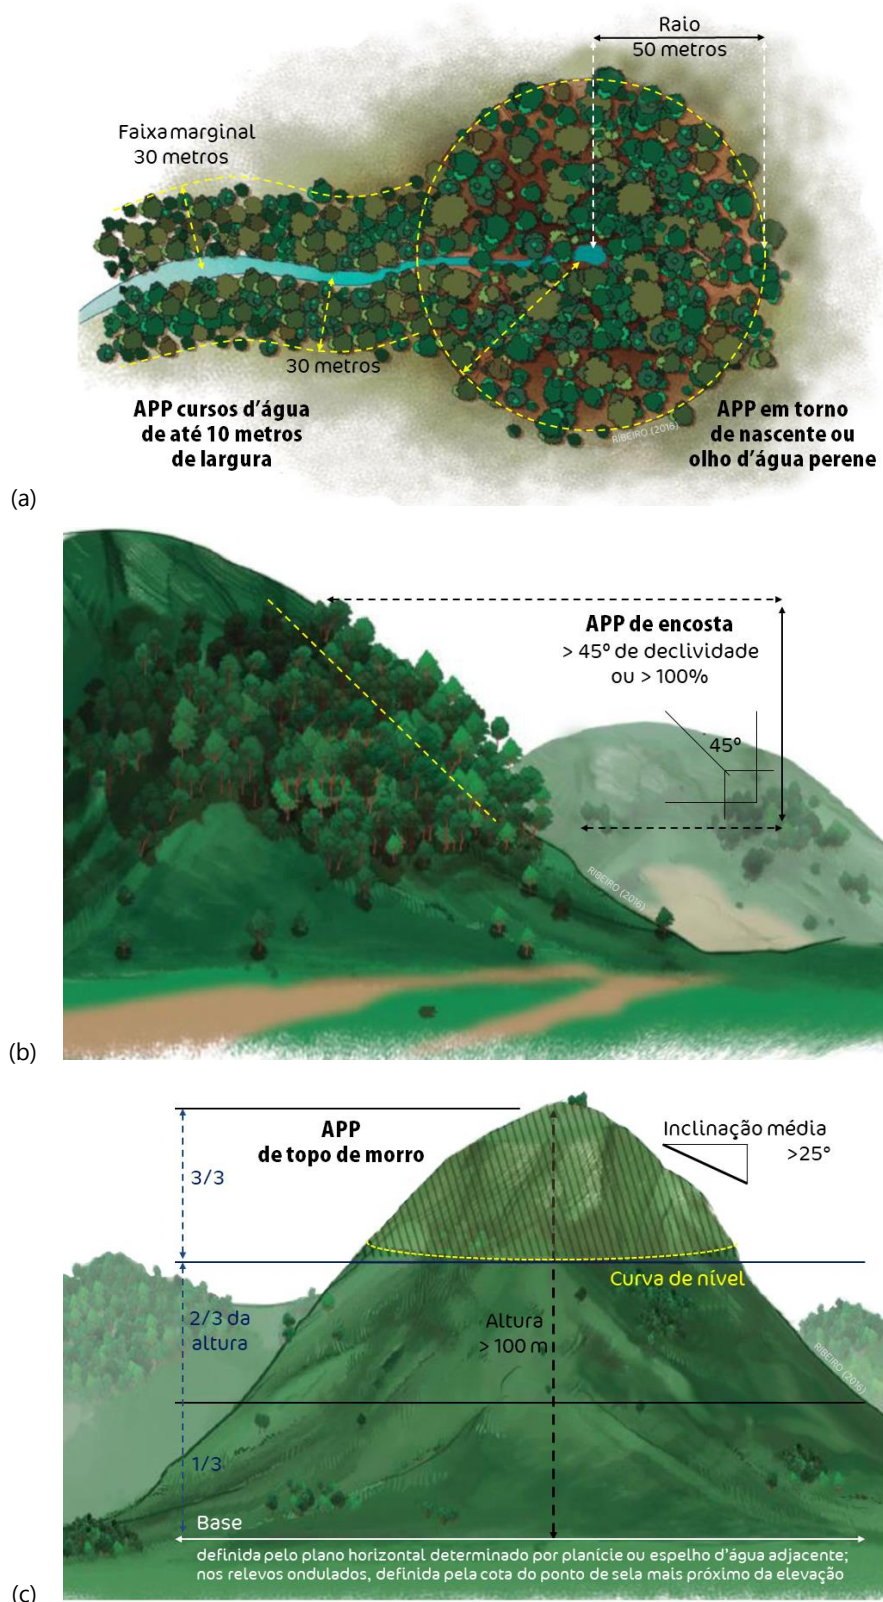 Raio
50 metros
Faixa marginal
30 metros
30 metros
APP cursos d'água
de até 10 metros
de largura
APP em torno
de nascente ou
olho d'água perene
RIBEIRO (2016)
(a)
APP de encosta
> 45º de declividade
ou > 100%
45º
RIBEIRO (2016)
(b)
APP
de topo de morro
Inclinação média
>25°
3/3
Curva de nível
2/3 da
altura
Altura
> 100 m
RIBEIRO (2016)
1/3
Base
definida pelo plano horizontal determinado por planície ou espelho d'água adjacente;
nos relevos ondulados, definida pela cota do ponto de sela mais próximo da elevação
(c)